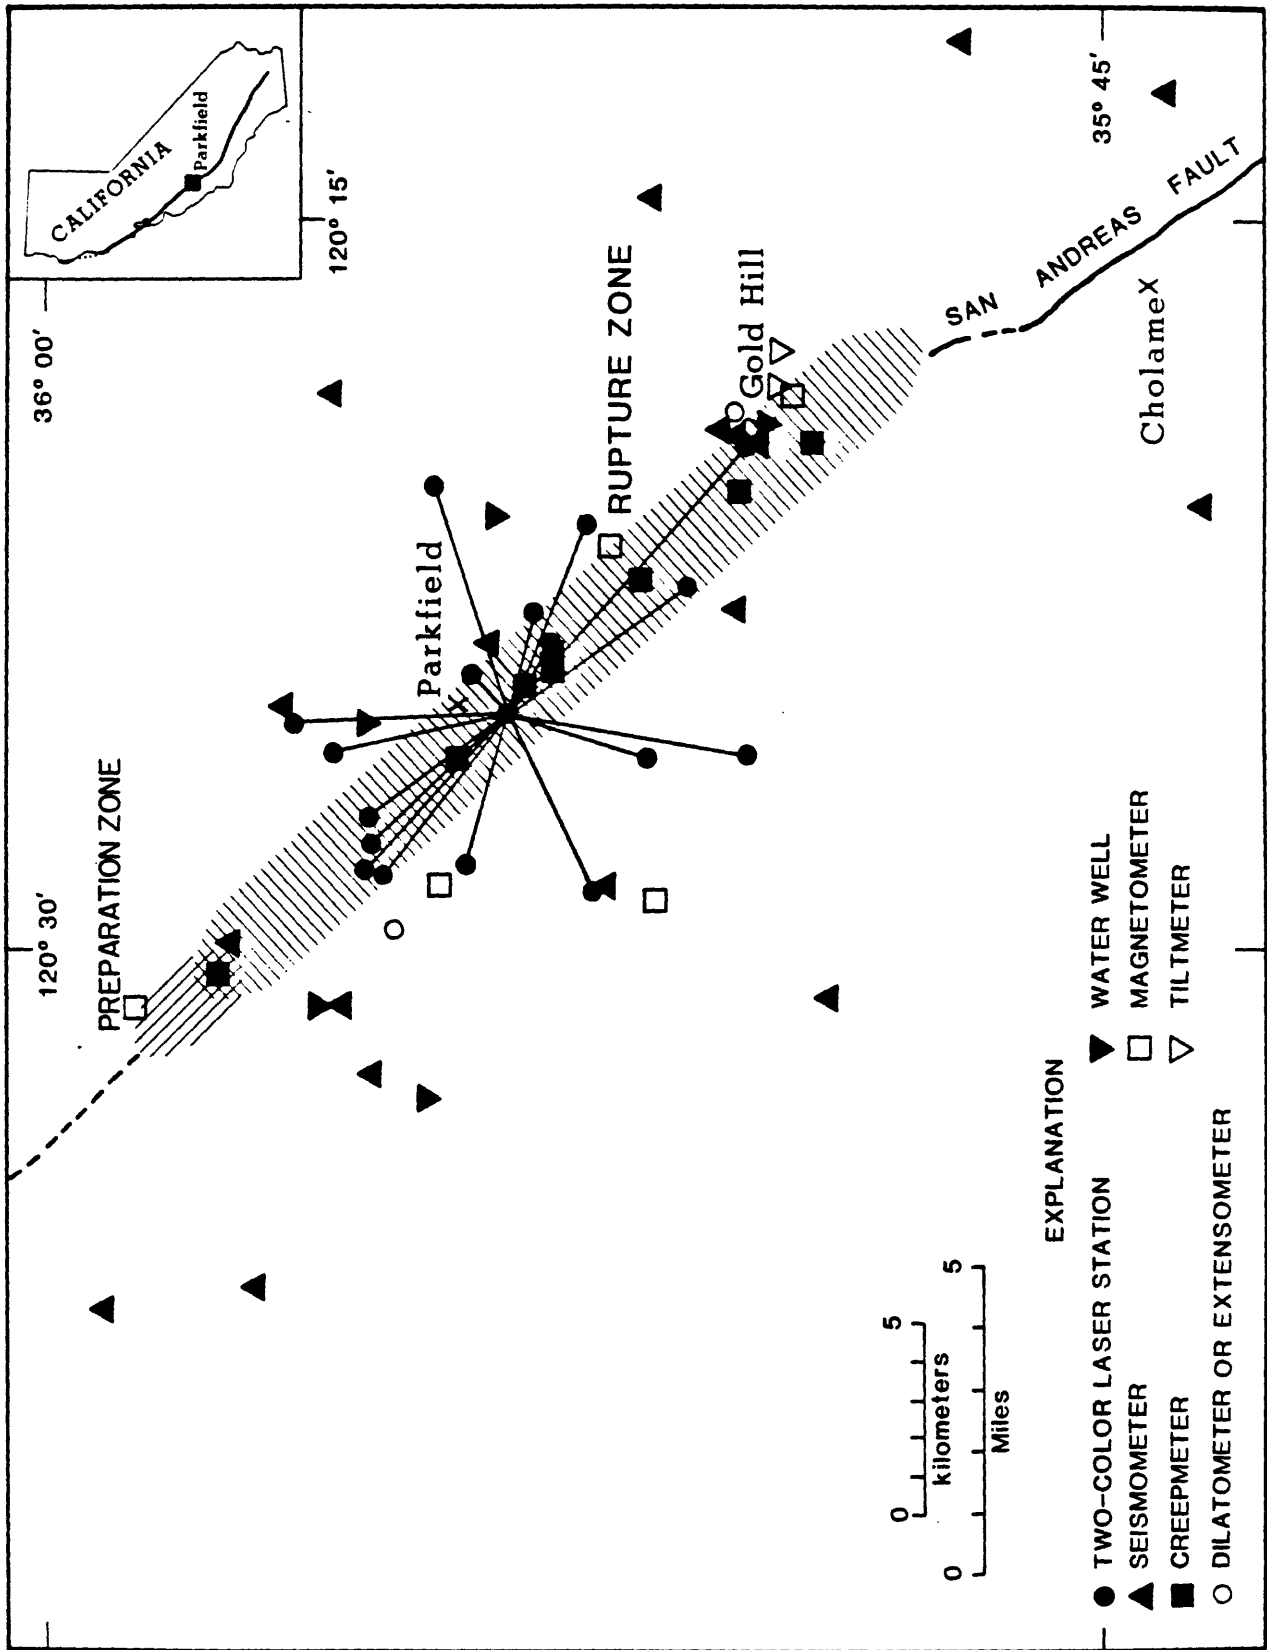 36° 00'
35° 45'
120° 30'
120° 15'
CALIFORNIA
Parkfield
PREPARATION ZONE
Parkfield
RUPTURE ZONE
Gold Hill
SAN ANDREAS FAULT
Cholame X
0 5
kilometers
0 5
Miles
EXPLANATION
TWO-COLOR LASER STATION
SEISMOMETER
CREEPMETER
DILATOMETER OR EXTENSOMETER
WATER WELL
MAGNETOMETER
TILTMETER